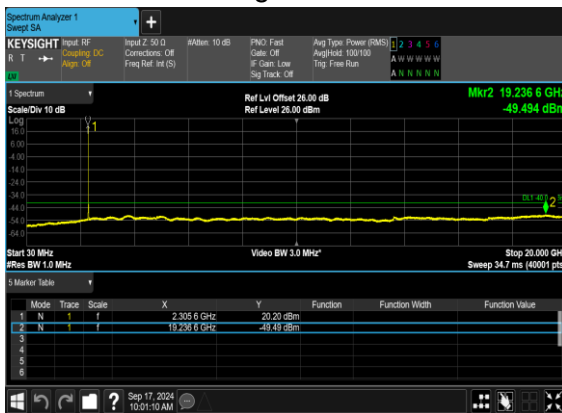 Spectrum Analyzer 1
Swept SA
+
KEYSIGHT Input: RF Input Z: 50 Ω #Atten: 10 dB PNO: Fast Avg Type: Power (RMS) 1 2 3 4 5 6
R T Coupling: DC Corrections: Off Gate: Off Avg|Hold: 100/100 A W W W W W
Align: Off Freq Ref: Int (S) IF Gain: Low Trig: Free Run
Sig Track: Off A N N N N N
1 Spectrum Ref Lvl Offset 26.00 dB Mkr2 19.236 6 GHz
Scale/Div 10 dB Ref Level 26.00 dBm -49.494 dBm
Log
16.0
6.00
-4.00
-14.0
-24.0
-34.0
-44.0
-54.0
-64.0
1
2
Start 30 MHz Video BW 3.0 MHz* Stop 20.000 GH
#Res BW 1.0 MHz Sweep 34.7 ms (40001 pts
5 Marker Table
Mode Trace Scale X Y Function Function Width Function Value
1 N 1 f 2.305 6 GHz 20.20 dBm
2 N 1 f 19.236 6 GHz -49.49 dBm
3
4
5
6
? Sep 17, 2024
10:01:10 AM